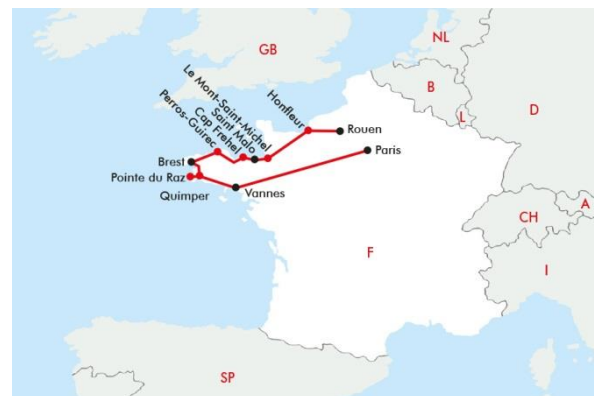 NL
GB
B
L
D
Le Mont-Saint-Michel
Saint Malo
Cap Frehel
Perros-Guirec
Honfleur
Rouen
Paris
Brest
Pointe du Raz
Quimper
Vannes
CH
A
F
I
SP